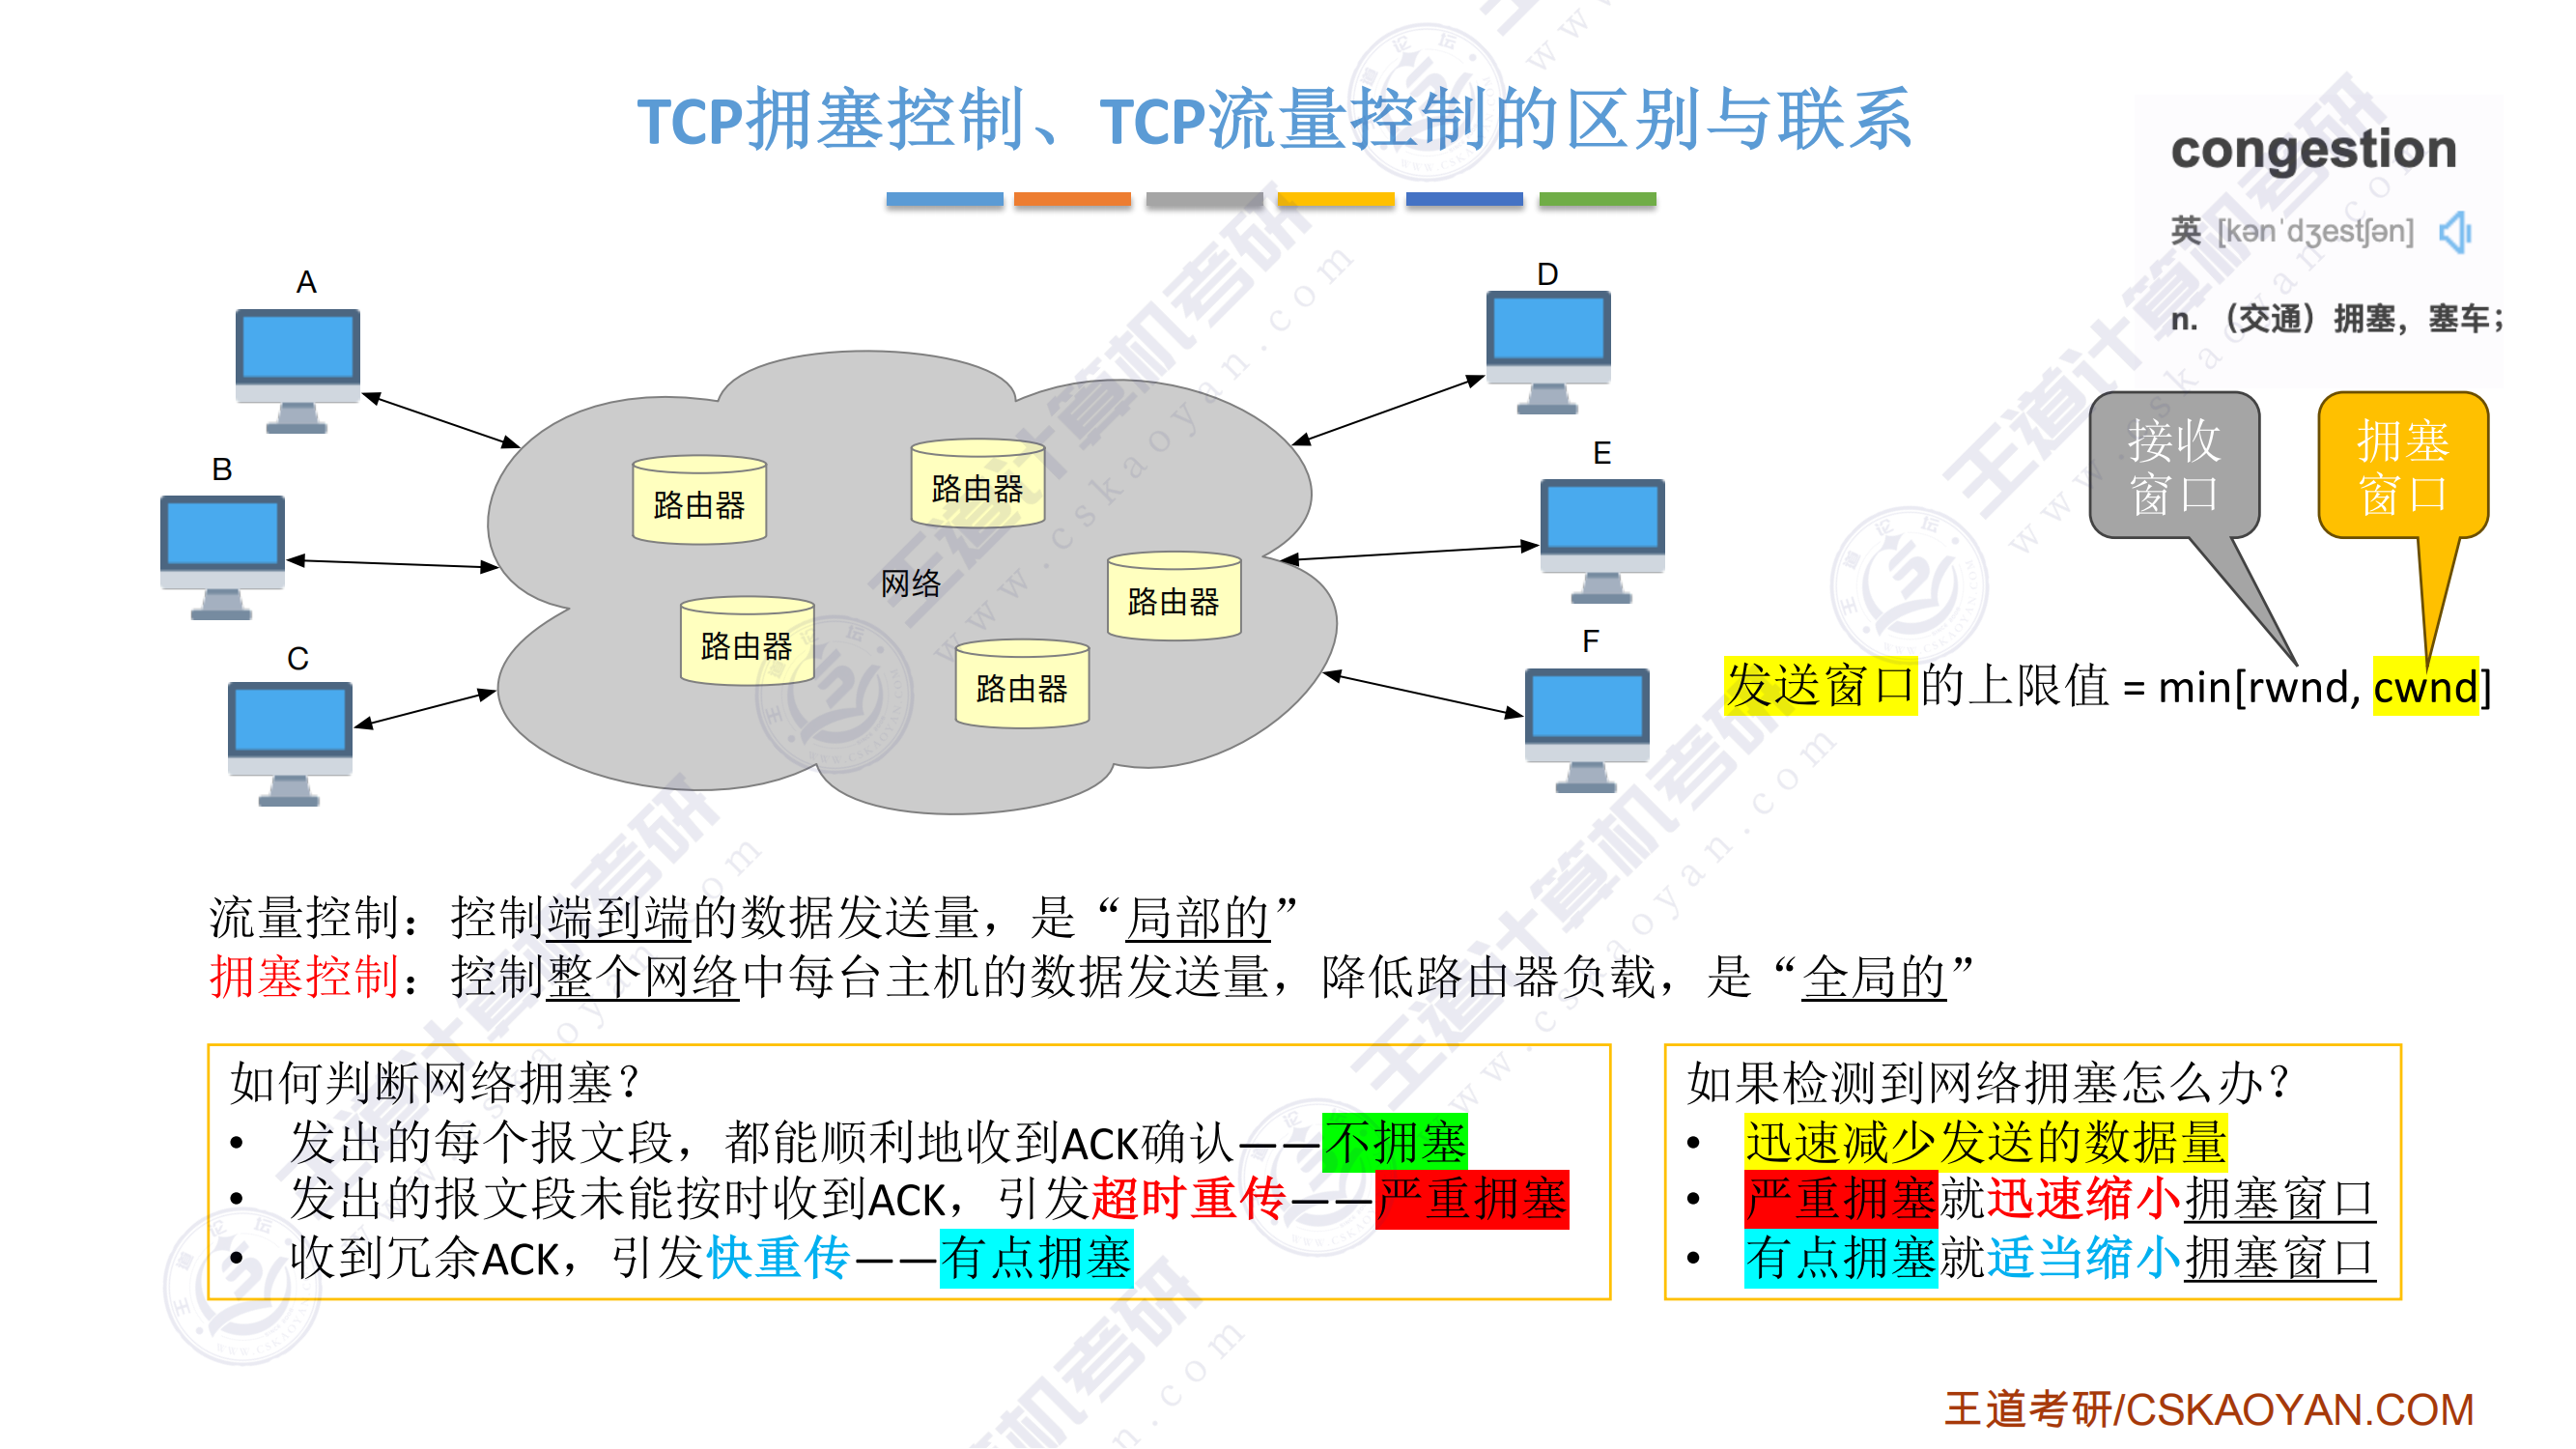 TCP拥塞控制、TCP流量控制的区别与联系
congestion
英 [kənˈdʒestʃən]
n. （交通）拥塞，塞车；
A
B
C
D
E
F
路由器
路由器
路由器
路由器
路由器
网络
接收
窗口
拥塞
窗口
发送窗口的上限值 = min[rwnd, cwnd]
流量控制：控制端到端的数据发送量，是“局部的”
拥塞控制：控制整个网络中每台主机的数据发送量，降低路由器负载，是“全局的”
如何判断网络拥塞？
• 发出的每个报文段，都能顺利地收到ACK确认——不拥塞
• 发出的报文段未能按时收到ACK，引发超时重传——严重拥塞
• 收到冗余ACK，引发快重传——有点拥塞
如果检测到网络拥塞怎么办？
• 迅速减少发送的数据量
• 严重拥塞就迅速缩小拥塞窗口
• 有点拥塞就适当缩小拥塞窗口
王道考研/CSKAOYAN.COM
王道计算机考研
www.cskaoyan.com